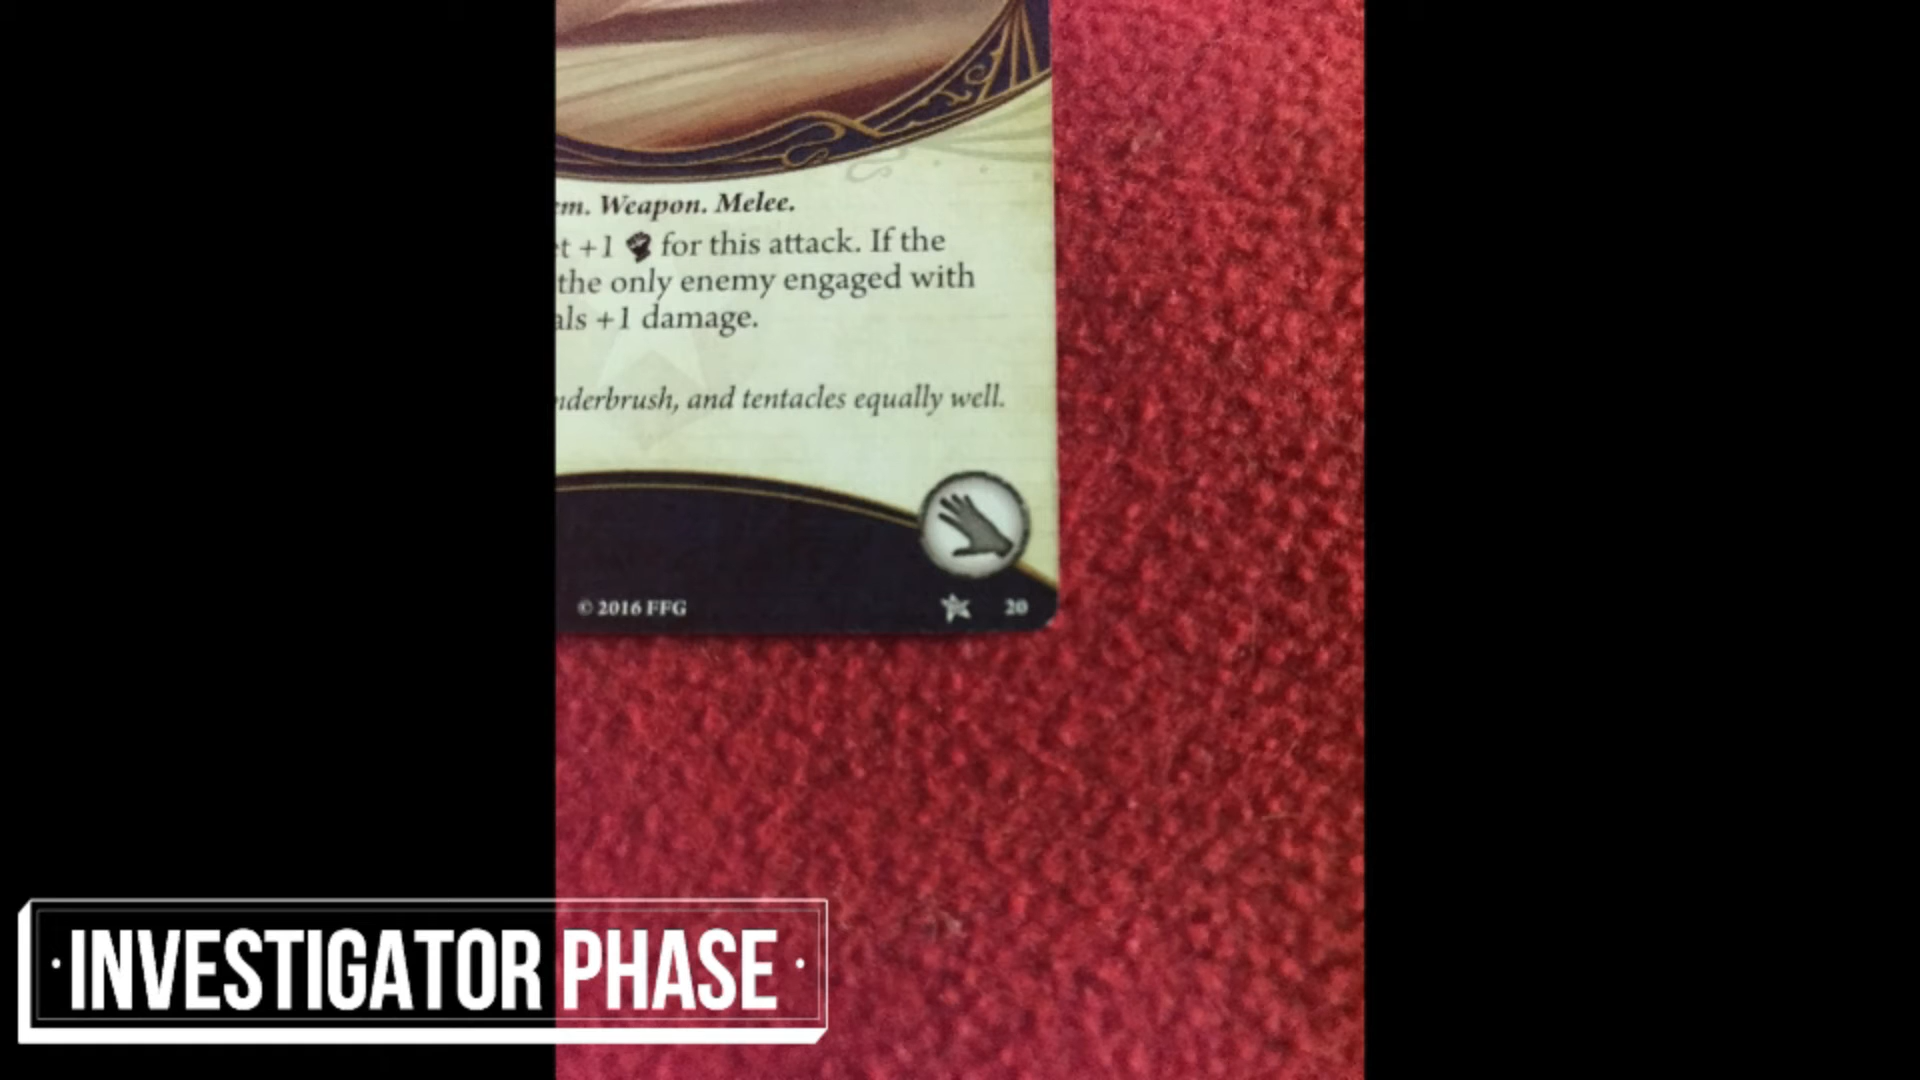 m. Weapon. Melee.
t +1 for this attack. If the
the only enemy engaged with
als +1 damage.
nderbrush, and tentacles equally well.
© 2016 FFG
20
·INVESTIGATOR PHASE·